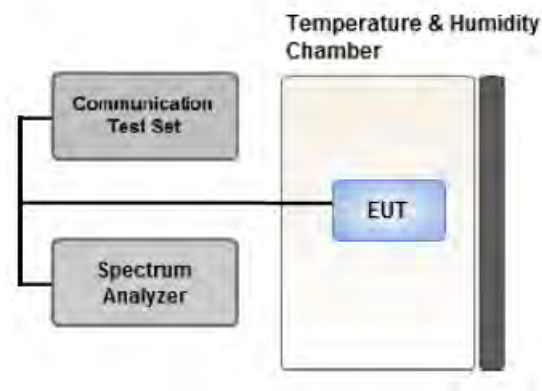 Temperature & Humidity
Chamber
Communication
Test Set
EUT
Spectrum
Analyzer